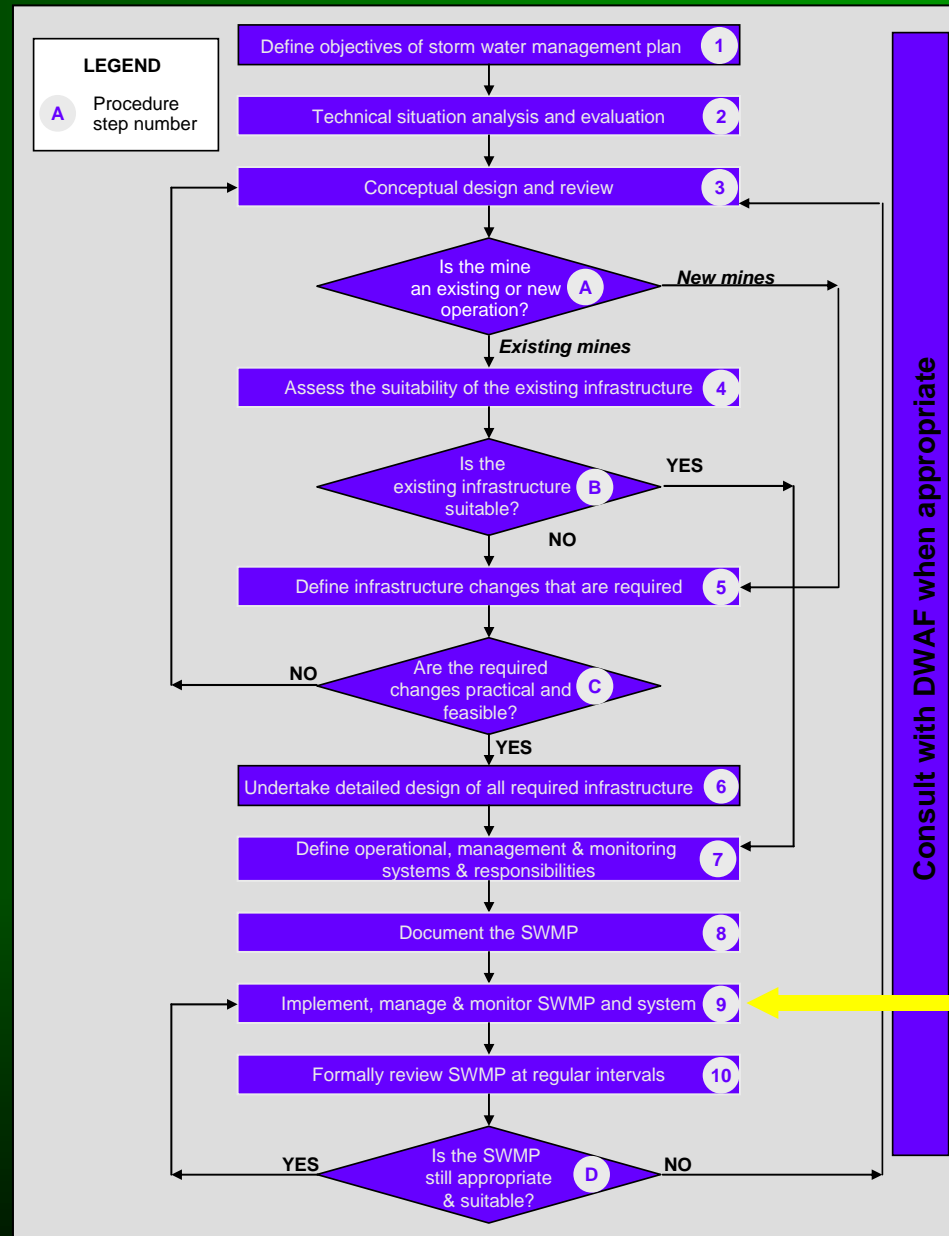 LEGEND
A
Procedure
step number
Define objectives of storm water management plan 1
Technical situation analysis and evaluation 2
Conceptual design and review 3
Is the mine
an existing or new
operation?
A
New mines
Existing mines
Assess the suitability of the existing infrastructure 4
Is the
existing infrastructure
suitable?
B
YES
NO
Define infrastructure changes that are required 5
Are the required
changes practical and
feasible?
C
NO
YES
Undertake detailed design of all required infrastructure 6
Define operational, management & monitoring
systems & responsibilities
7
Document the SWMP 8
Implement, manage & monitor SWMP and system 9
Formally review SWMP at regular intervals 10
Is the SWMP
still appropriate
& suitable?
D
YES
NO
Consult with DWAF when appropriate